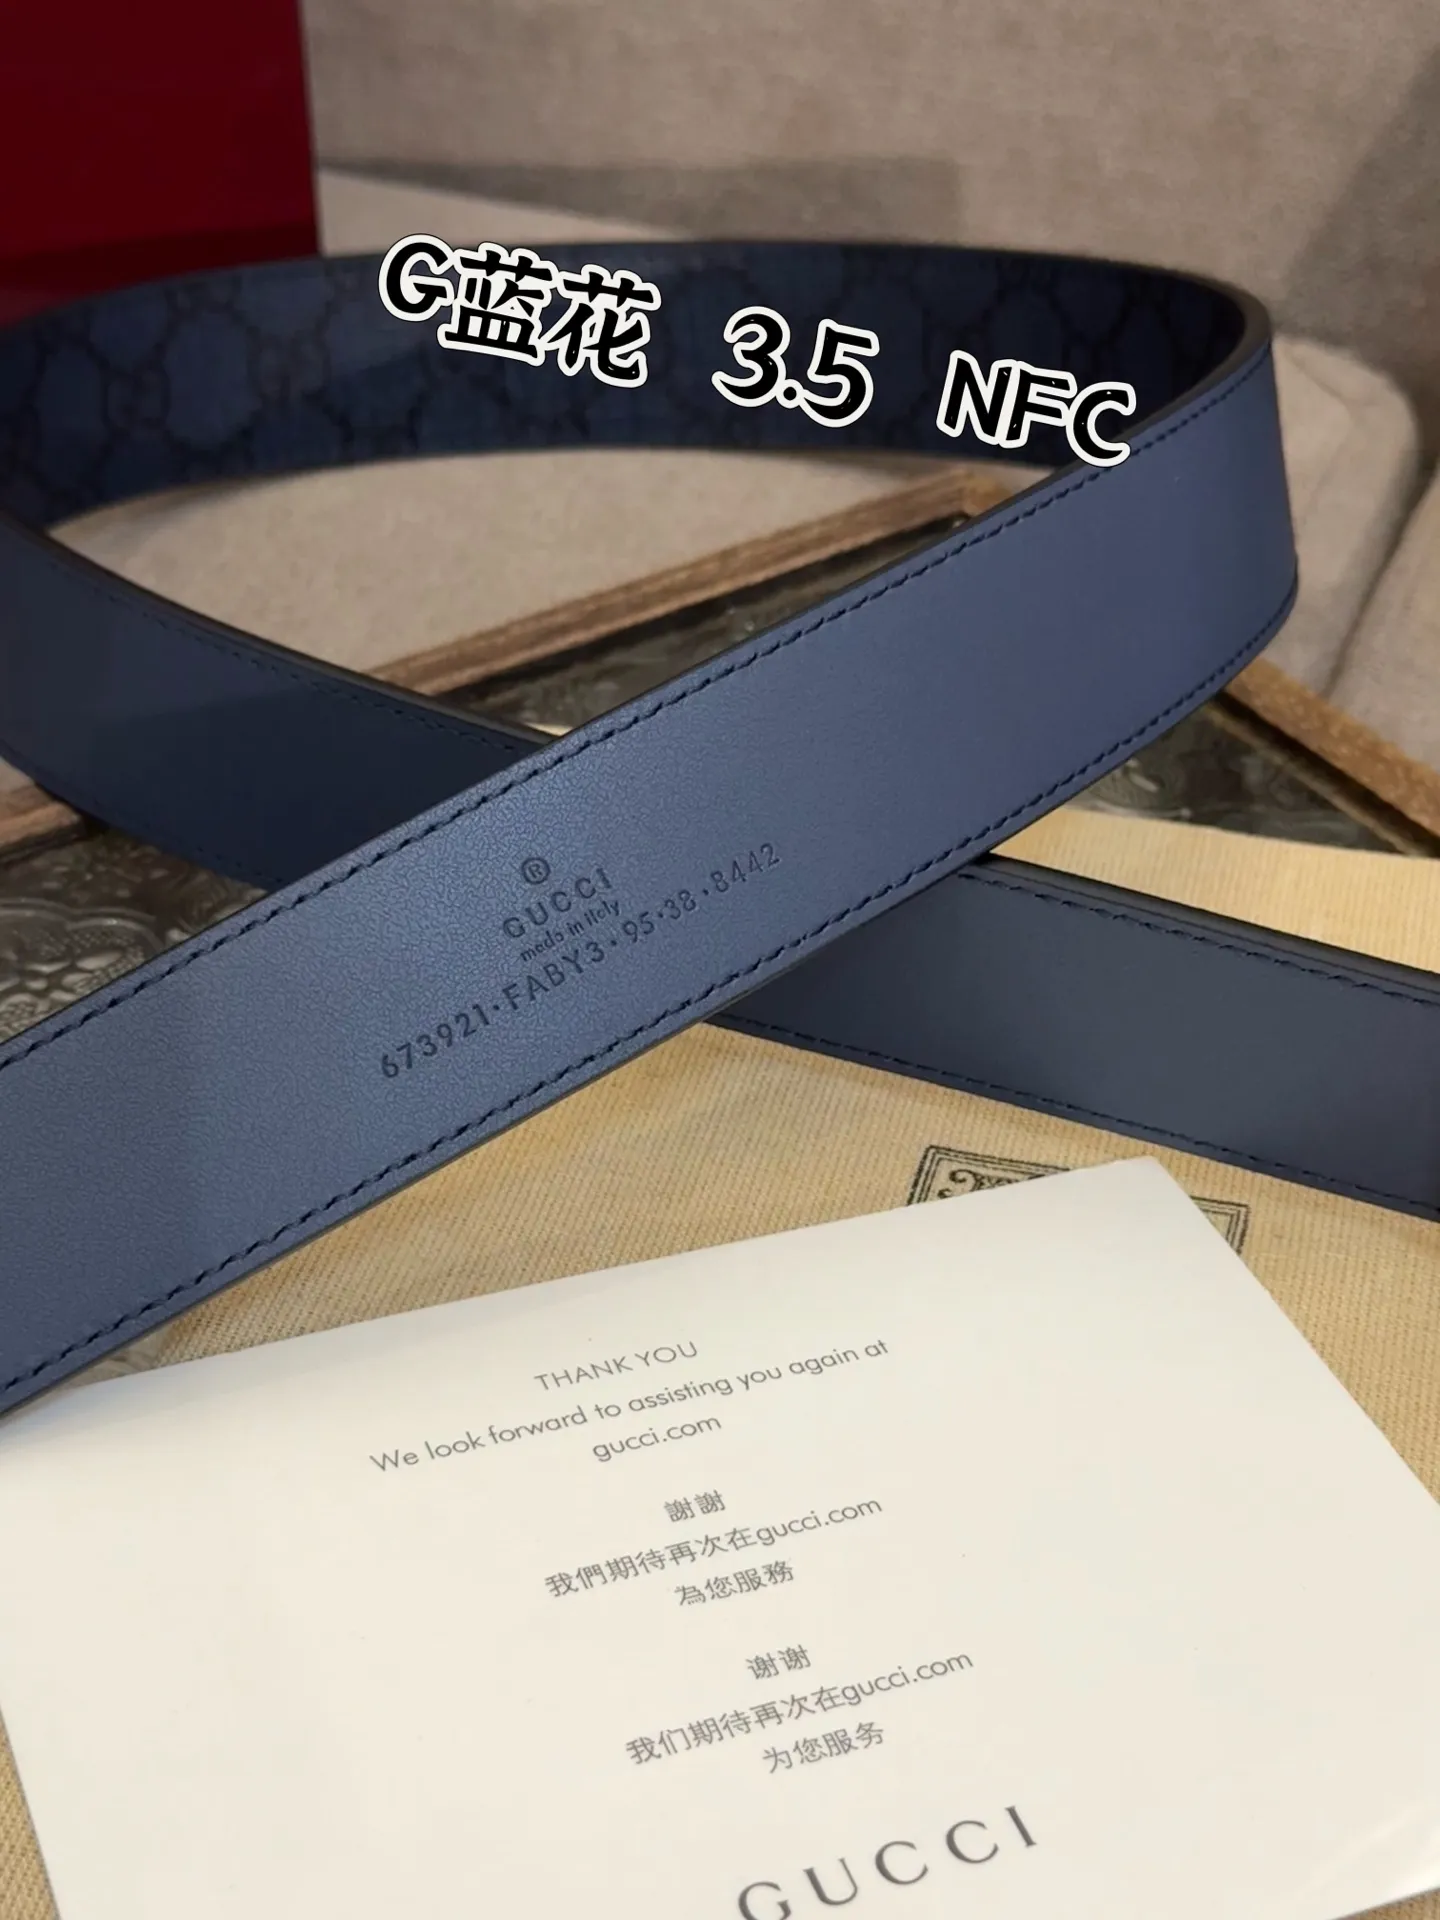 G蓝花 3.5 NFC
®
GUCCI
made in italy
673921·FABY3·95·38·8442
THANK YOU
We look forward to assisting you again at
gucci.com
謝謝
我們期待再次在gucci.com
為您服務
谢谢
我们期待再次在gucci.com
为您服务
GUCCI